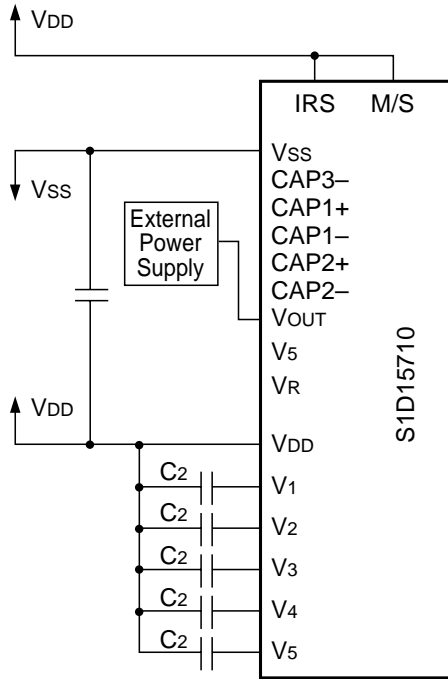 VDD
IRS M/S
VSS
VSS
CAP3–
CAP1+
CAP1–
CAP2+
CAP2–
VOUT
External
Power
Supply
V5
VR
S1D15710
VDD
VDD
C2 V1
C2 V2
C2 V3
C2 V4
C2 V5